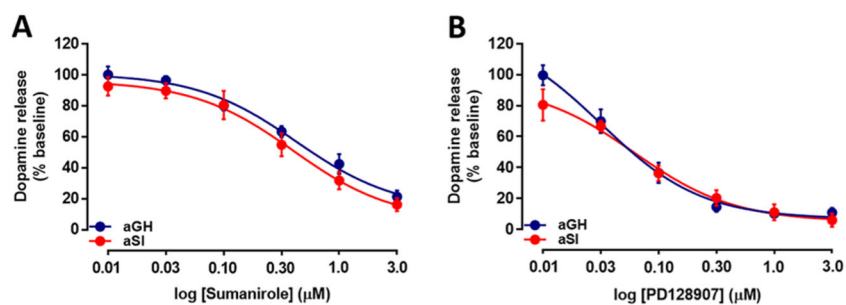 A
120
100
80
60
40
20
0
Dopamine release
(% baseline)
aGH
aSI
0.01 0.03 0.10 0.30 1.0 3.0
log [Sumanirole] (μM)
B
120
100
80
60
40
20
0
Dopamine release
(% baseline)
aGH
aSI
0.01 0.03 0.10 0.30 1.0 3.0
log [PD128907] (μM)